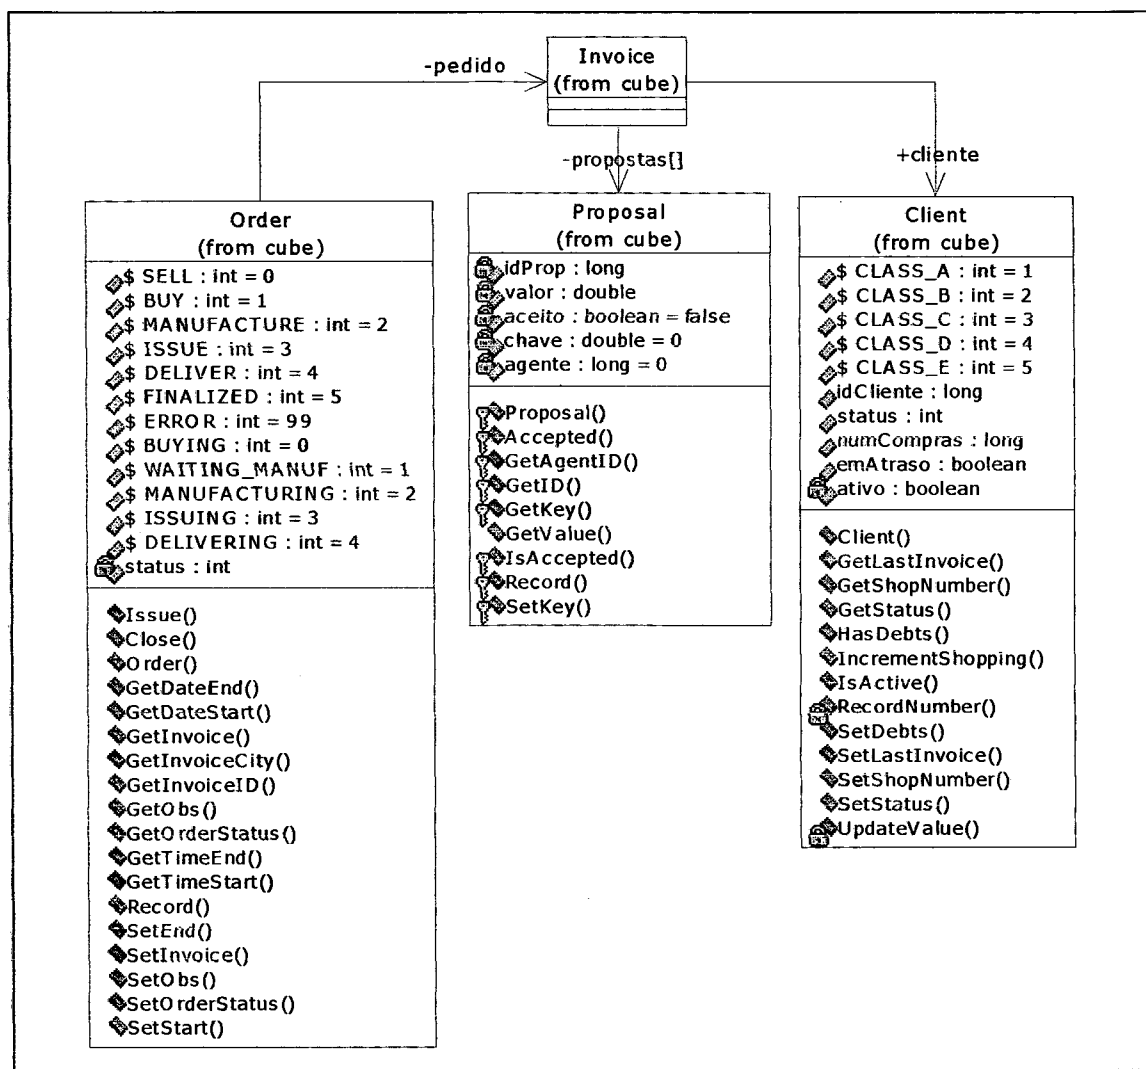 Invoice
(from cube)
-pedido
-propostas[]
+cliente
Order
(from cube)
$ SELL : int = 0
$ BUY : int = 1
$ MANUFACTURE : int = 2
$ ISSUE : int = 3
$ DELIVER : int = 4
$ FINALIZED : int = 5
$ ERROR : int = 99
$ BUYING : int = 0
$ WAITING_MANUF : int = 1
$ MANUFACTURING : int = 2
$ ISSUING : int = 3
$ DELIVERING : int = 4
status : int
Issue()
Close()
Order()
GetDateEnd()
GetDateStart()
GetInvoice()
GetInvoiceCity()
GetInvoiceID()
GetObs()
GetOrderStatus()
GetTimeEnd()
GetTimeStart()
Record()
SetEnd()
SetInvoice()
SetObs()
SetOrderStatus()
SetStart()
Proposal
(from cube)
idProp : long
valor : double
aceito : boolean = false
chave : double = 0
agente : long = 0
Proposal()
Accepted()
GetAgentID()
GetID()
GetKey()
GetValue()
IsAccepted()
Record()
SetKey()
Client
(from cube)
$ CLASS_A : int = 1
$ CLASS_B : int = 2
$ CLASS_C : int = 3
$ CLASS_D : int = 4
$ CLASS_E : int = 5
idCliente : long
status : int
numCompras : long
emAtraso : boolean
ativo : boolean
Client()
GetLastInvoice()
GetShopNumber()
GetStatus()
HasDebts()
IncrementShopping()
IsActive()
RecordNumber()
SetDebts()
SetLastInvoice()
SetShopNumber()
SetStatus()
UpdateValue()